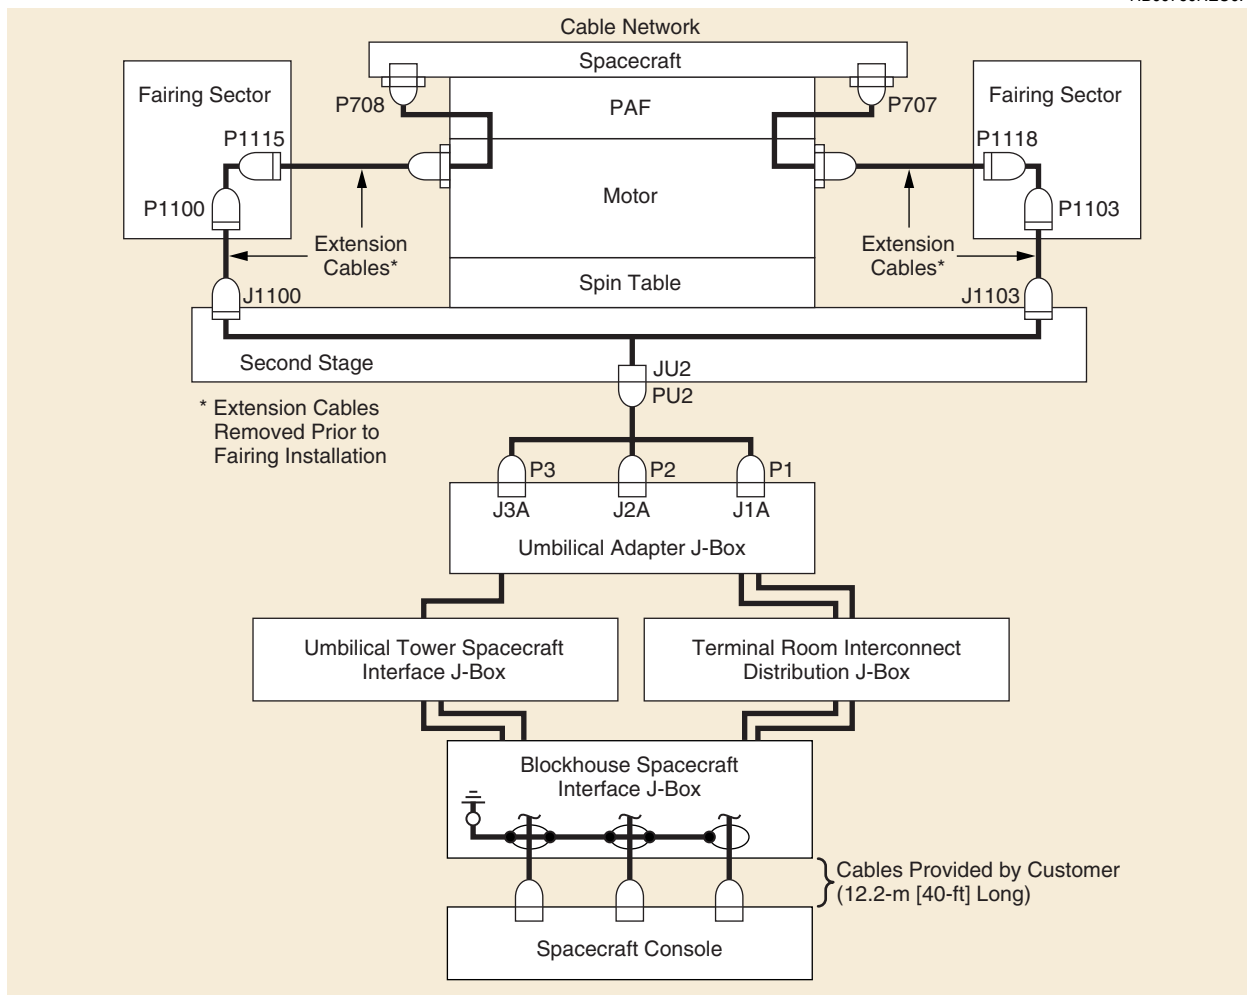 Cable Network
Spacecraft
Fairing Sector
P708
PAF
P707
Fairing Sector
P1115
P1118
P1100
Motor
P1103
Extension
Cables*
Extension
Cables*
J1100
Spin Table
J1103
Second Stage
JU2
PU2
* Extension Cables
Removed Prior to
Fairing Installation
P3
P2
P1
J3A
J2A
J1A
Umbilical Adapter J-Box
Umbilical Tower Spacecraft
Interface J-Box
Terminal Room Interconnect
Distribution J-Box
Blockhouse Spacecraft
Interface J-Box
Cables Provided by Customer
(12.2-m [40-ft] Long)
Spacecraft Console